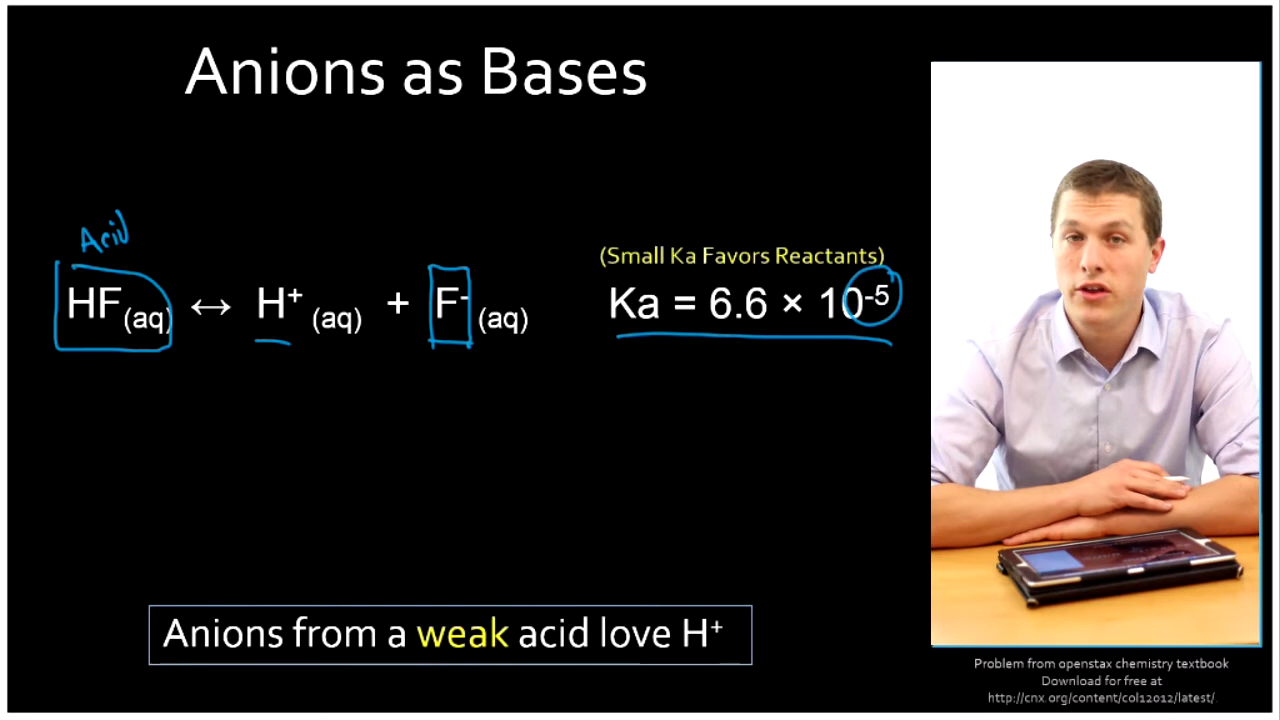 Anions as Bases
Acid
(Small Ka Favors Reactants)
HF(aq) ↔ H⁺ (aq) + F⁻ (aq) Ka = 6.6 × 10⁻⁵
Anions from a weak acid love H⁺
Problem from openstax chemistry textbook
Download for free at
http://cnx.org/content/col12012/latest/.